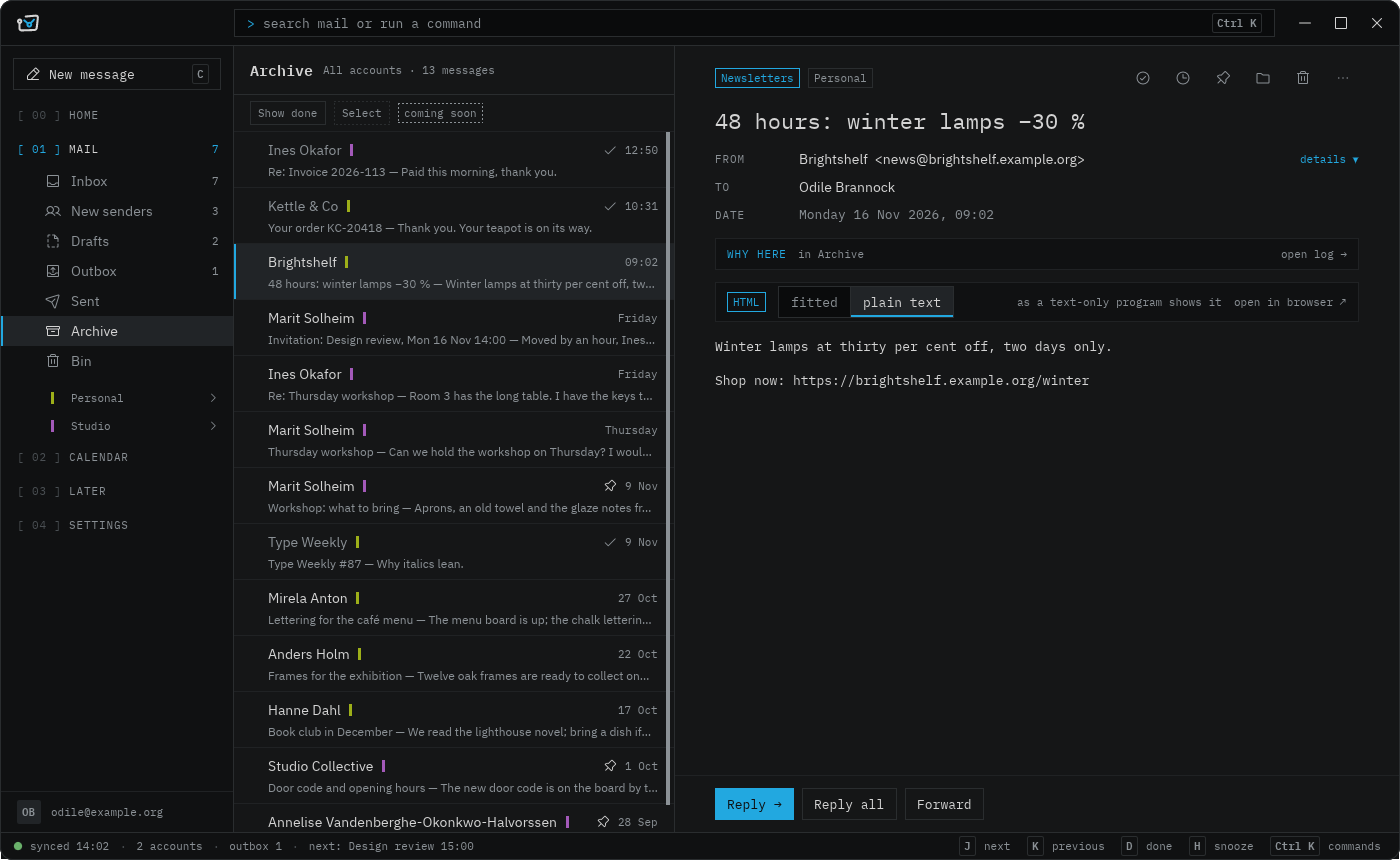 > search mail or run a command Ctrl K
New message C
[ 00 ] HOME
[ 01 ] MAIL 7
Inbox 7
New senders 3
Drafts 2
Outbox 1
Sent
Archive
Bin
Personal
Studio
[ 02 ] CALENDAR
[ 03 ] LATER
[ 04 ] SETTINGS
OB odile@example.org
Archive All accounts · 13 messages
Show done Select coming soon
Ines Okafor 12:50
Re: Invoice 2026-113 — Paid this morning, thank you.
Kettle & Co 10:31
Your order KC-20418 — Thank you. Your teapot is on its way.
Brightshelf 09:02
48 hours: winter lamps −30 % — Winter lamps at thirty per cent off, tw…
Marit Solheim Friday
Invitation: Design review, Mon 16 Nov 14:00 — Moved by an hour, Ines…
Ines Okafor Friday
Re: Thursday workshop — Room 3 has the long table. I have the keys t…
Marit Solheim Thursday
Thursday workshop — Can we hold the workshop on Thursday? I woul…
Marit Solheim 9 Nov
Workshop: what to bring — Aprons, an old towel and the glaze notes fr…
Type Weekly 9 Nov
Type Weekly #87 — Why italics lean.
Mirela Anton 27 Oct
Lettering for the café menu — The menu board is up; the chalk letterin…
Anders Holm 22 Oct
Frames for the exhibition — Twelve oak frames are ready to collect on…
Hanne Dahl 17 Oct
Book club in December — We read the lighthouse novel; bring a dish if…
Studio Collective 1 Oct
Door code and opening hours — The new door code is on the board by t…
Annelise Vandenberghe-Okonkwo-Halvorssen 28 Sep
Newsletters Personal
48 hours: winter lamps −30 %
FROM Brightshelf <news@brightshelf.example.org> details ▾
TO Odile Brannock
DATE Monday 16 Nov 2026, 09:02
WHY HERE in Archive open log →
HTML fitted plain text as a text-only program shows it open in browser ↗
Winter lamps at thirty per cent off, two days only.
Shop now: https://brightshelf.example.org/winter
Reply → Reply all Forward
synced 14:02 · 2 accounts · outbox 1 · next: Design review 15:00 J next K previous D done H snooze Ctrl K commands